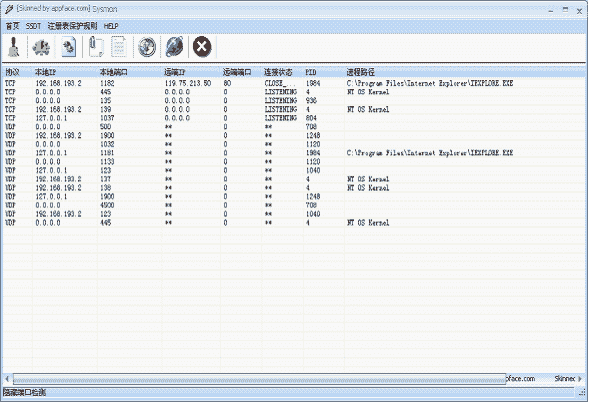 [Skinned by appface.com] Sysmon
首页 SSDT 注册表保护规则 HELP
协议 本地IP 本地端口 远端IP 远端端口 连接状态 PID 进程路径
TCP 192.168.193.2 1182 119.75.213.50 80 CLOSE_ 1984 C:\Program Files\Internet Explorer\IEXPLORE.EXE
TCP 0.0.0.0 445 0.0.0.0 0 LISTENING 4 NT OS Kernel
TCP 0.0.0.0 135 0.0.0.0 0 LISTENING 936
TCP 192.168.193.2 139 0.0.0.0 0 LISTENING 4 NT OS Kernel
TCP 127.0.0.1 1037 0.0.0.0 0 LISTENING 804
UDP 0.0.0.0 500 ** 0 ** 708
UDP 192.168.193.2 1900 ** 0 ** 1248
UDP 0.0.0.0 1032 ** 0 ** 1120
UDP 127.0.0.1 1181 ** 0 ** 1984 C:\Program Files\Internet Explorer\IEXPLORE.EXE
UDP 0.0.0.0 1133 ** 0 ** 1120
UDP 127.0.0.1 123 ** 0 ** 1040
UDP 192.168.193.2 137 ** 0 ** 4 NT OS Kernel
UDP 192.168.193.2 138 ** 0 ** 4 NT OS Kernel
UDP 127.0.0.1 1900 ** 0 ** 1248
UDP 0.0.0.0 4500 ** 0 ** 708
UDP 192.168.193.2 123 ** 0 ** 1040
UDP 0.0.0.0 445 ** 0 ** 4 NT OS Kernel
pface.com Skinnec
隐藏端口检测